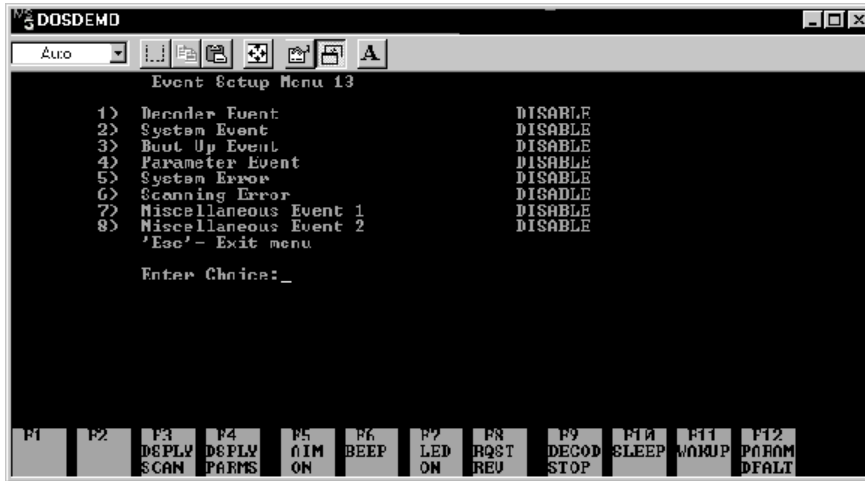 DOSDEMO
Auto
A
Event Setup Menu 13
1) Decoder Event DISABLE
2) System Event DISABLE
3) Boot Up Event DISABLE
4) Parameter Event DISABLE
5) System Error DISABLE
6) Scanning Error DISABLE
7) Miscellaneous Event 1 DISABLE
8) Miscellaneous Event 2 DISABLE
'Esc'- Exit menu
Enter Choice:_
F1 F2 F3 F4 F5 F6 F7 F8 F9 F10 F11 F12
DSPLY DSPLY AIM BEEP LED RQST DECOD SLEEP WAKUP PARAM
SCAN PARMS ON ON REV STOP DFALT